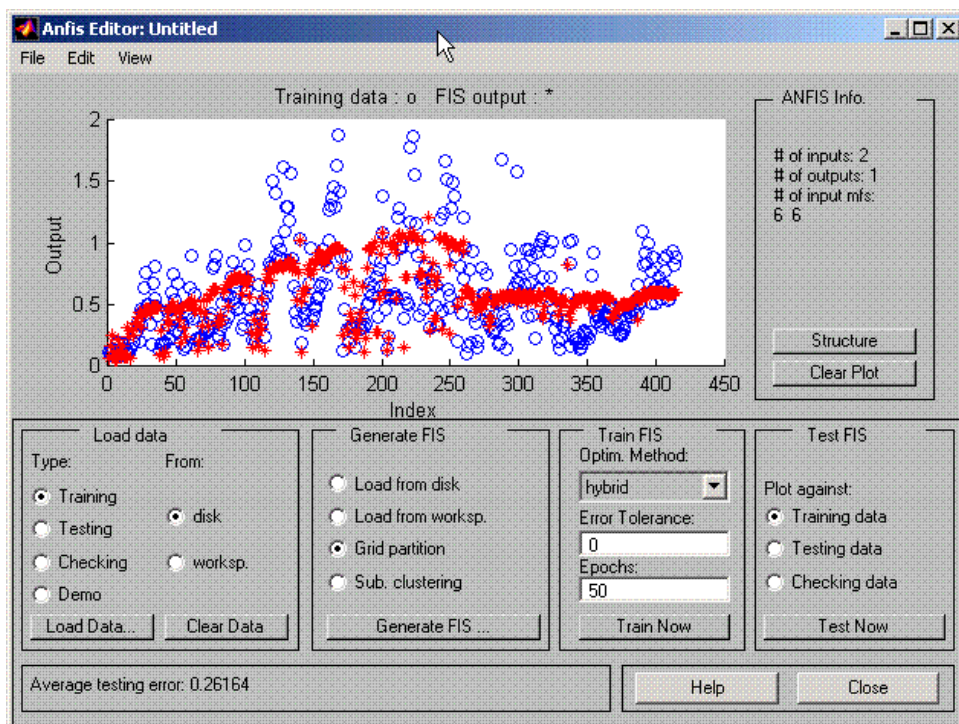 Anfis Editor: Untitled
File Edit View
Training data : o FIS output : *
Output
2
1.5
1
0.5
0
0 50 100 150 200 250 300 350 400 450
Index
ANFIS Info.
# of inputs: 2
# of outputs: 1
# of input mfs:
6 6
Structure
Clear Plot
Load data
Type: From:
Training
Testing
Checking
Demo
disk
worksp.
Load Data... Clear Data
Generate FIS
Load from disk
Load from worksp.
Grid partition
Sub. clustering
Generate FIS ...
Train FIS
Optim. Method:
hybrid
Error Tolerance:
0
Epochs:
50
Train Now
Test FIS
Plot against:
Training data
Testing data
Checking data
Test Now
Average testing error: 0.26164
Help Close